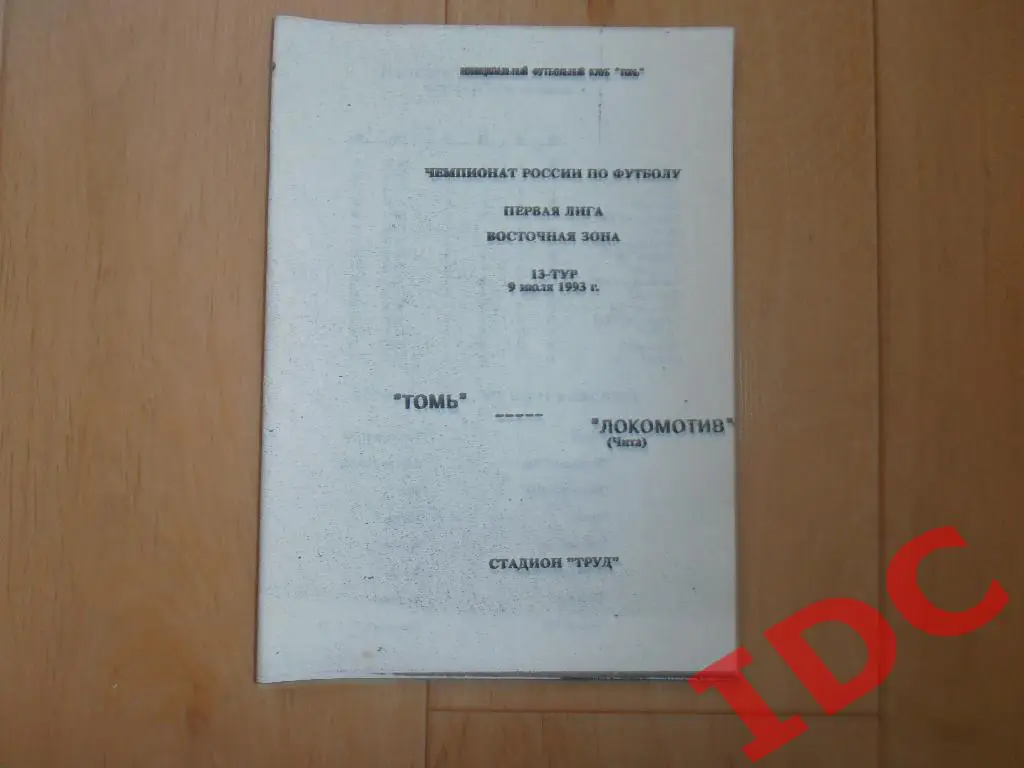 МУНИЦИПАЛЬНЫЙ ФУТБОЛЬНЫЙ КЛУБ "ТОМЬ"
ЧЕМПИОНАТ РОССИИ ПО ФУТБОЛУ
ПЕРВАЯ ЛИГА
ВОСТОЧНАЯ ЗОНА
13-ТУР
9 июля 1993 г.
"ТОМЬ"
-----
"ЛОКОМОТИВ"
(Чита)
СТАДИОН "ТРУД"
IDC